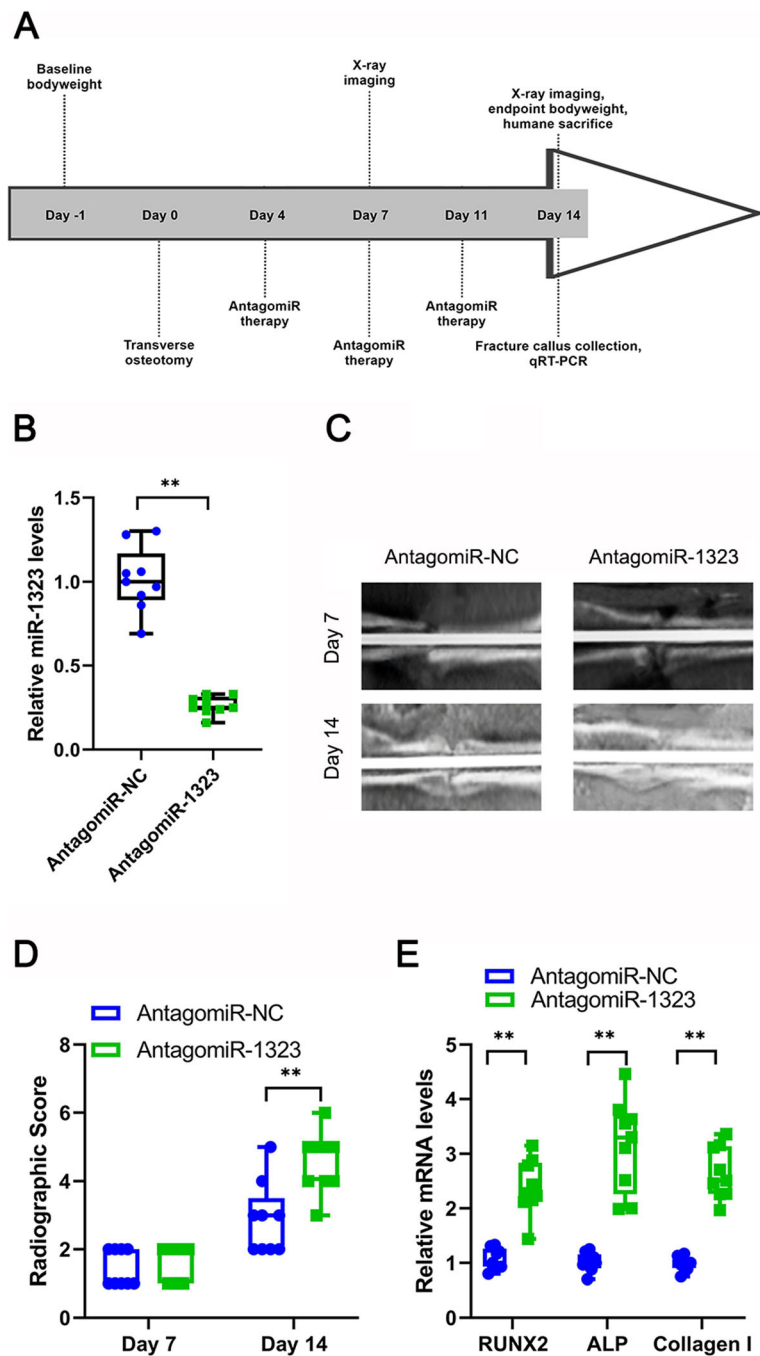 A
Baseline
bodyweight
X-ray
imaging
X-ray imaging,
endpoint bodyweight,
humane sacrifice
Day -1
Day 0
Day 4
Day 7
Day 11
Day 14
Transverse
osteotomy
AntagomiR
therapy
AntagomiR
therapy
AntagomiR
therapy
Fracture callus collection,
qRT-PCR
B
Relative miR-1323 levels
1.5
1.0
0.5
0.0
**
AntagomiR-NC
AntagomiR-1323
C
AntagomiR-NC
AntagomiR-1323
Day 7
Day 14
D
AntagomiR-NC
AntagomiR-1323
Radiographic Score
8
6
4
2
0
**
Day 7
Day 14
E
AntagomiR-NC
AntagomiR-1323
Relative mRNA levels
5
4
3
2
1
0
**
**
**
RUNX2
ALP
Collagen I